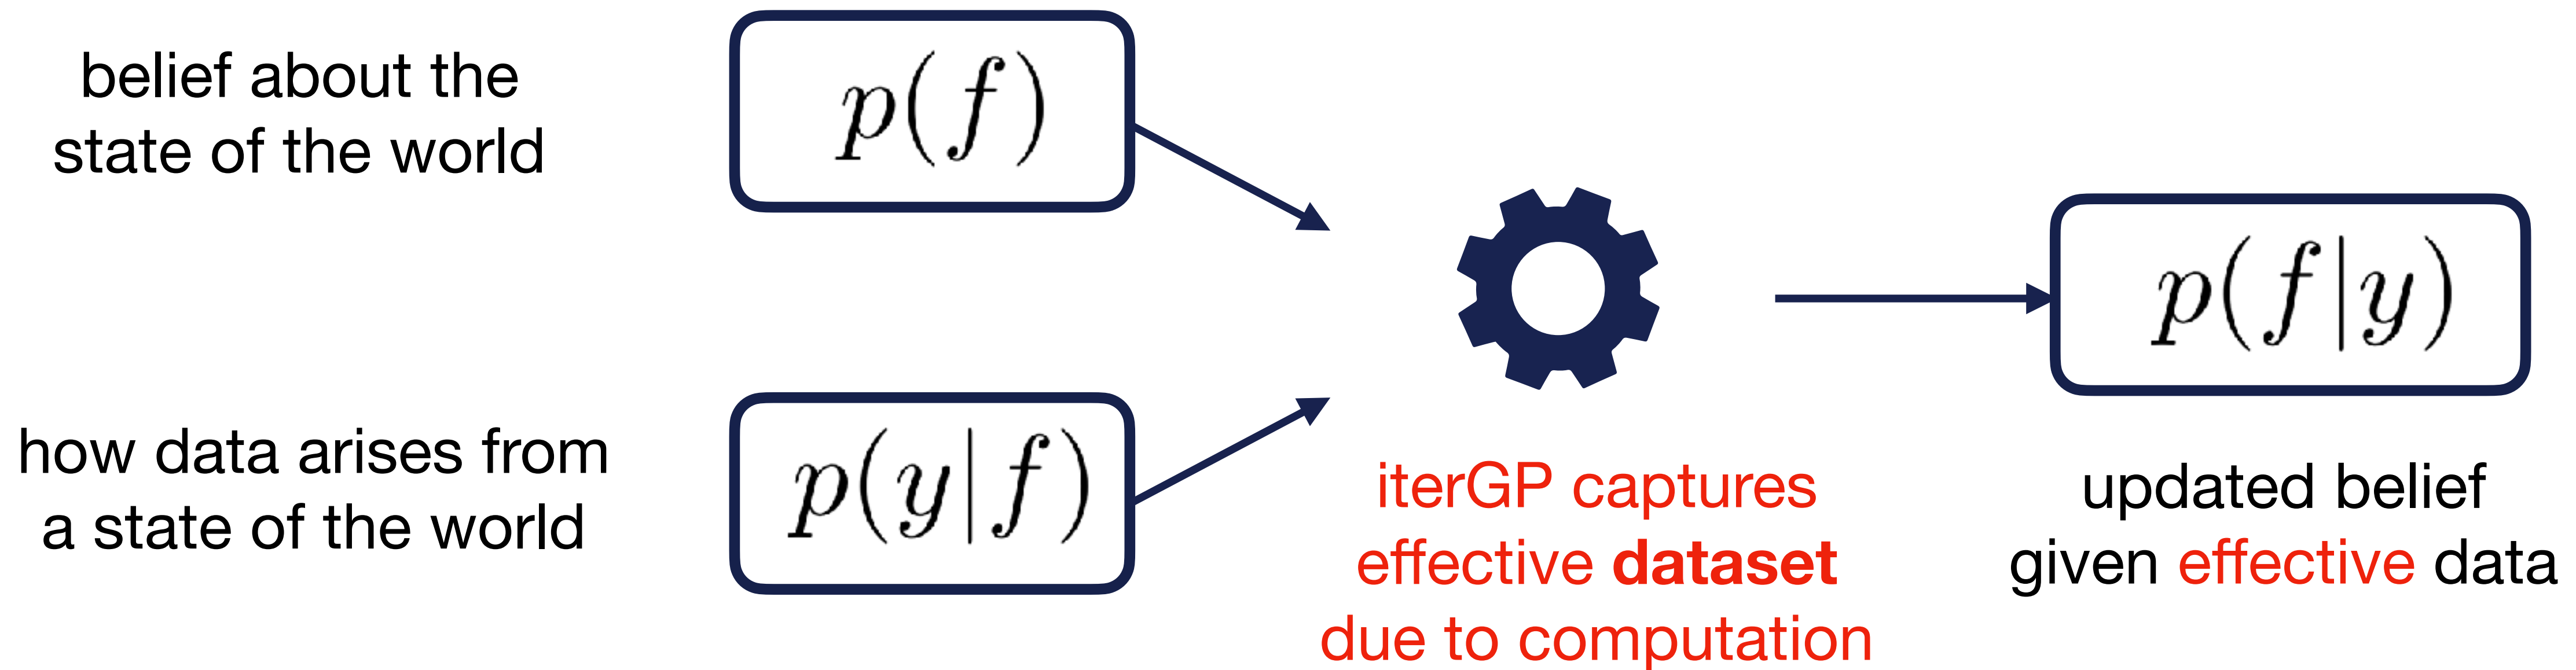 belief about the
state of the world
p(f)
how data arises from
a state of the world
p(y|f)
iterGP captures
effective dataset
due to computation
p(f|y)
updated belief
given effective data